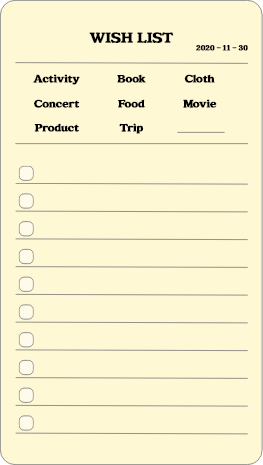 WISH LIST
2020 - 11 - 30
Activity Book Cloth
Concert Food Movie
Product Trip